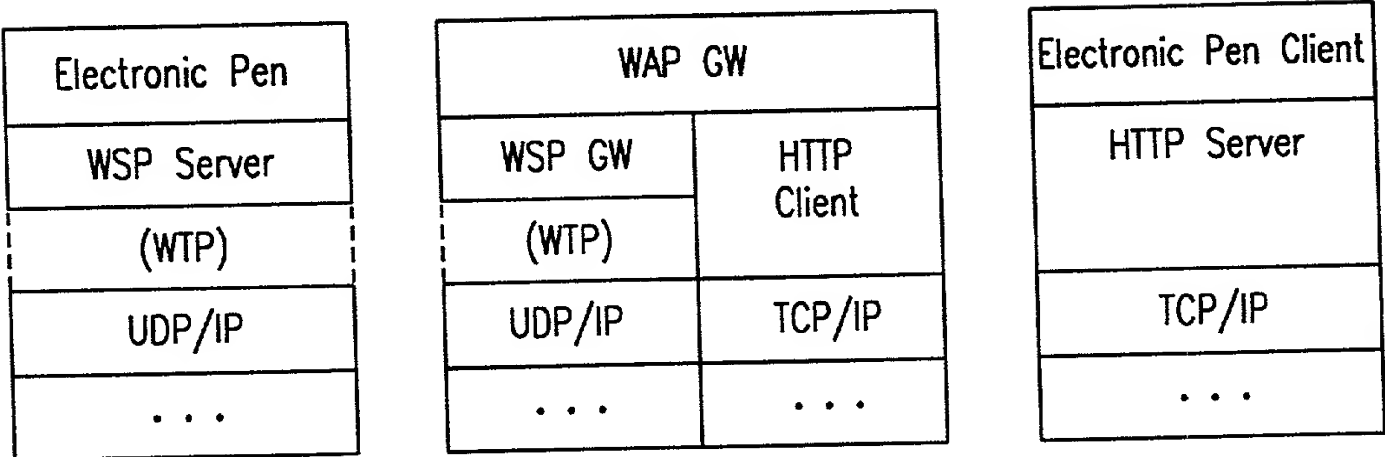 Electronic Pen
WSP Server
(WTP)
UDP/IP
...
WAP GW
WSP GW
(WTP)
UDP/IP
...
HTTP
Client
TCP/IP
...
Electronic Pen Client
HTTP Server
TCP/IP
...